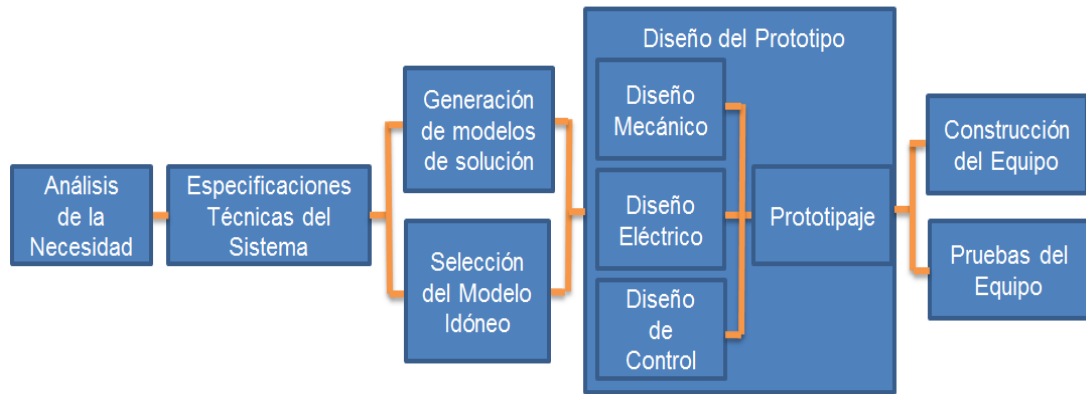 Análisis
de la
Necesidad
Especificaciones
Técnicas del
Sistema
Generación
de modelos
de solución
Selección
del Modelo
Idóneo
Diseño del Prototipo
Diseño
Mecánico
Diseño
Eléctrico
Diseño
de
Control
Prototipaje
Construcción
del Equipo
Pruebas del
Equipo